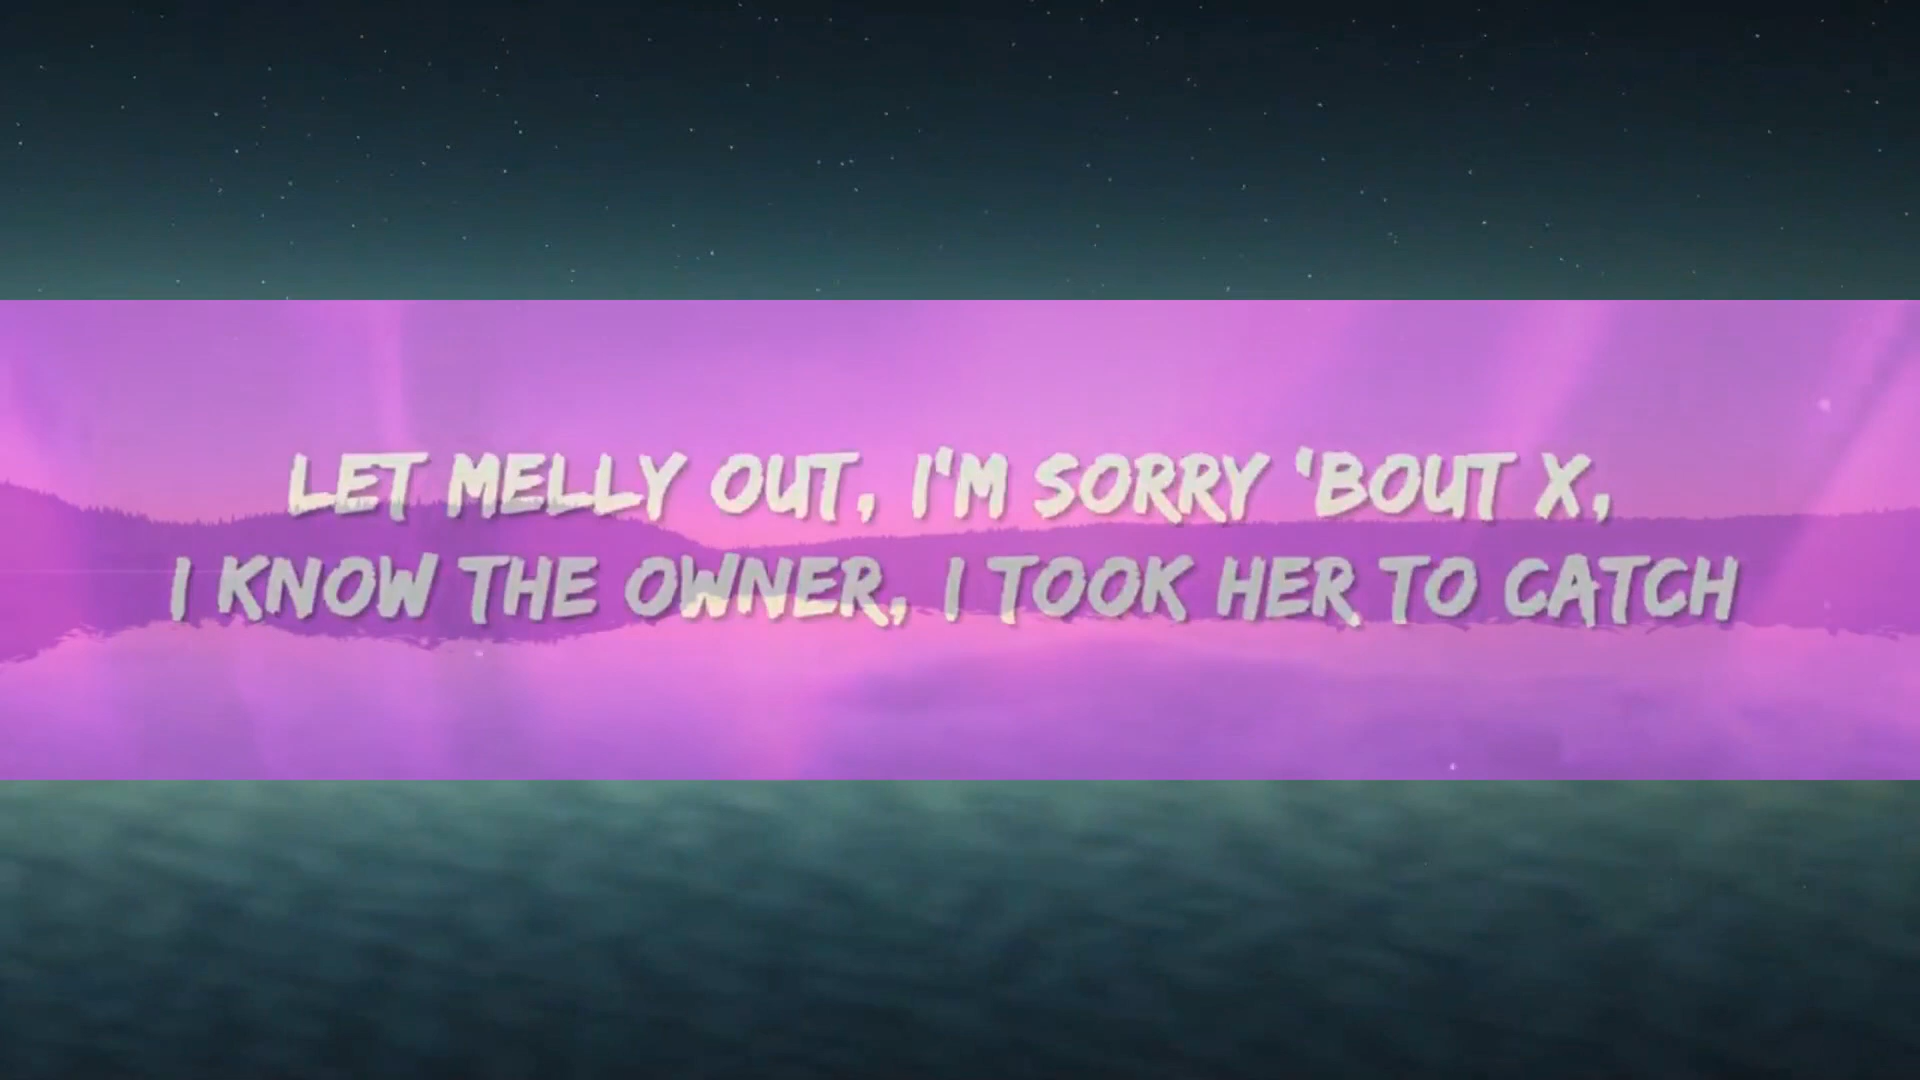 LET MELLY OUT, I'M SORRY 'BOUT X,
I KNOW THE OWNER, I TOOK HER TO CATCH